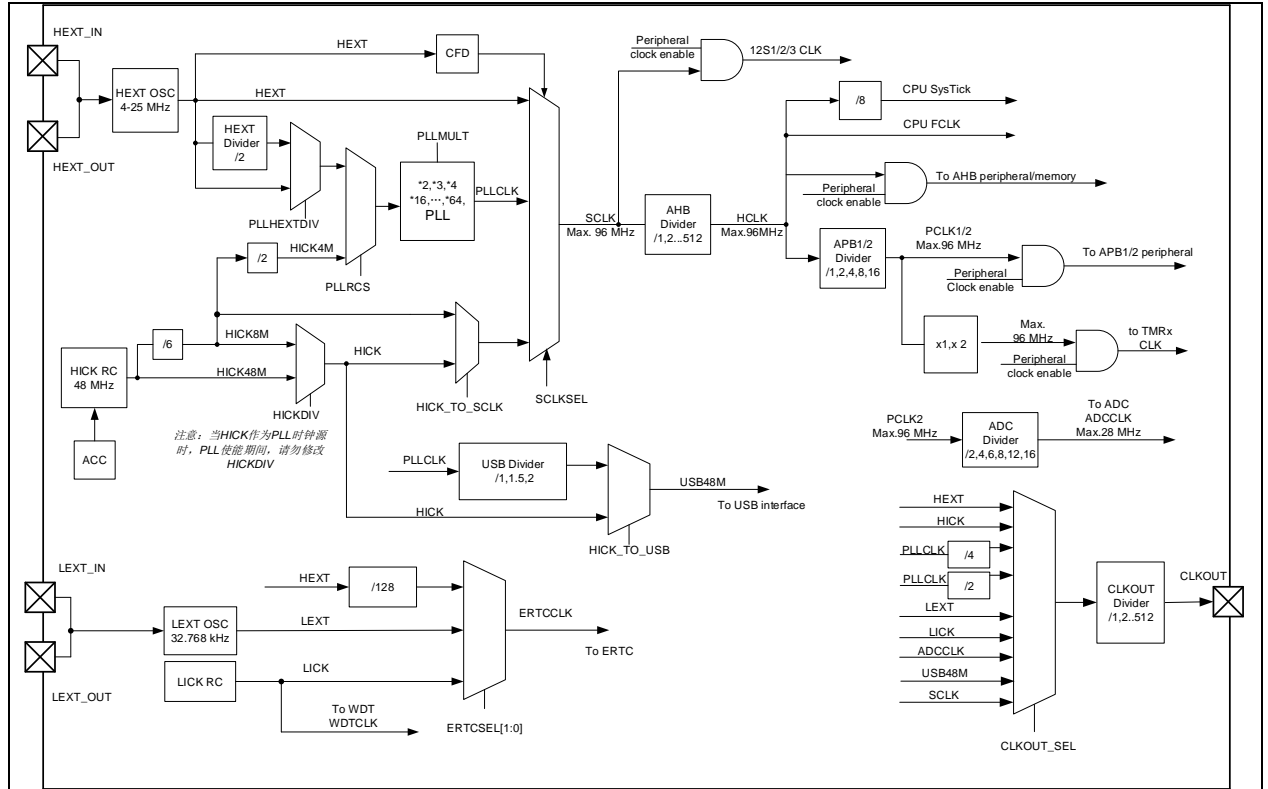 HEXT_IN
HEXT_OUT
HEXT OSC
4-25 MHz
HEXT
CFD
HEXT
HEXT
Divider
/2
PLLHEXTDIV
PLLMULT
*2,*3,*4
*16,···,*64,
PLL
PLLCLK
/2
HICK4M
PLLRCS
/6
HICK8M
HICK RC
48 MHz
HICK48M
HICK
HICKDIV
HICK_TO_SCLK
SCLKSEL
ACC
注意：当HICK作为PLL时钟源
时，PLL使能期间，请勿修改
HICKDIV
PLLCLK
USB Divider
/1,1.5,2
HICK
USB48M
To USB interface
HICK_TO_USB
Peripheral
clock enable
12S1/2/3 CLK
SCLK
Max. 96 MHz
AHB
Divider
/1,2...512
HCLK
Max.96MHz
/8
CPU SysTick
CPU FCLK
To AHB peripheral/memory
Peripheral
clock enable
APB1/2
Divider
/1,2,4,8,16
PCLK1/2
Max.96 MHz
To APB1/2 peripheral
Peripheral
Clock enable
x1,x 2
Max.
96 MHz
to TMRx
CLK
Peripheral
clock enable
PCLK2
Max.96 MHz
ADC
Divider
/2,4,6,8,12,16
To ADC
ADCCLK
Max.28 MHz
LEXT_IN
LEXT_OUT
LEXT OSC
32.768 kHz
HEXT
/128
LEXT
LICK RC
LICK
To WDT
WDTCLK
ERTCCLK
To ERTC
ERTCSEL[1:0]
HEXT
HICK
PLLCLK
/4
PLLCLK
/2
LEXT
LICK
ADCCLK
USB48M
SCLK
CLKOUT_SEL
CLKOUT
Divider
/1,2..512
CLKOUT